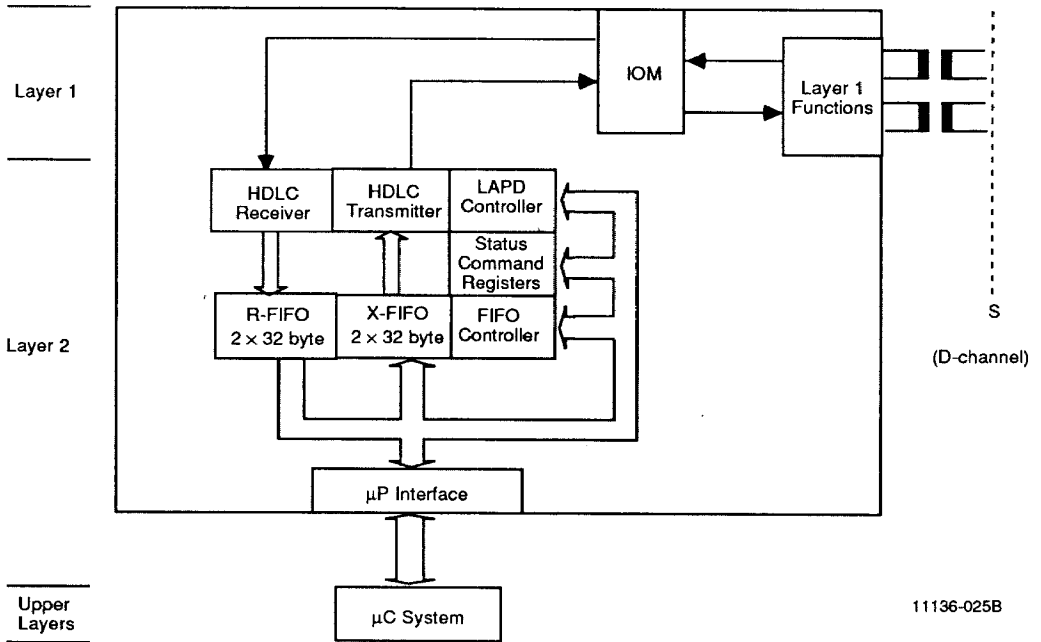 Layer 1
IOM
Layer 1
Functions
HDLC
Receiver
HDLC
Transmitter
LAPD
Controller
Status
Command
Registers
R-FIFO
2 × 32 byte
X-FIFO
2 × 32 byte
FIFO
Controller
S
Layer 2
(D-channel)
μP Interface
Upper
Layers
μC System
11136-025B